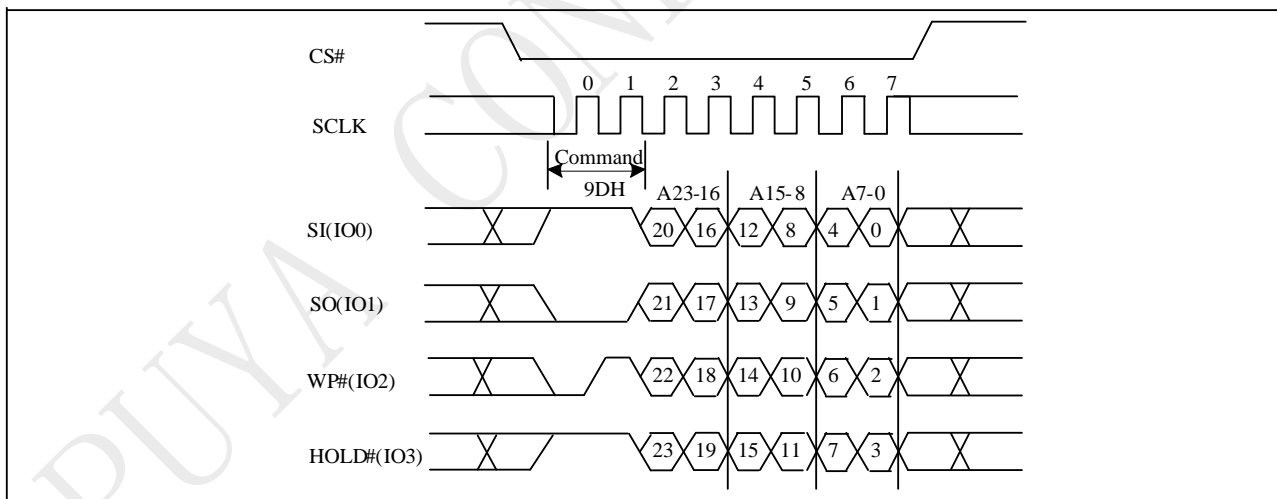 CS#
0 1 2 3 4 5 6 7
SCLK
Command
9DH
A23-16 A15-8 A7-0
SI(IO0)
20 16 12 8 4 0
SO(IO1)
21 17 13 9 5 1
WP#(IO2)
22 18 14 10 6 2
HOLD#(IO3)
23 19 15 11 7 3
PUYA